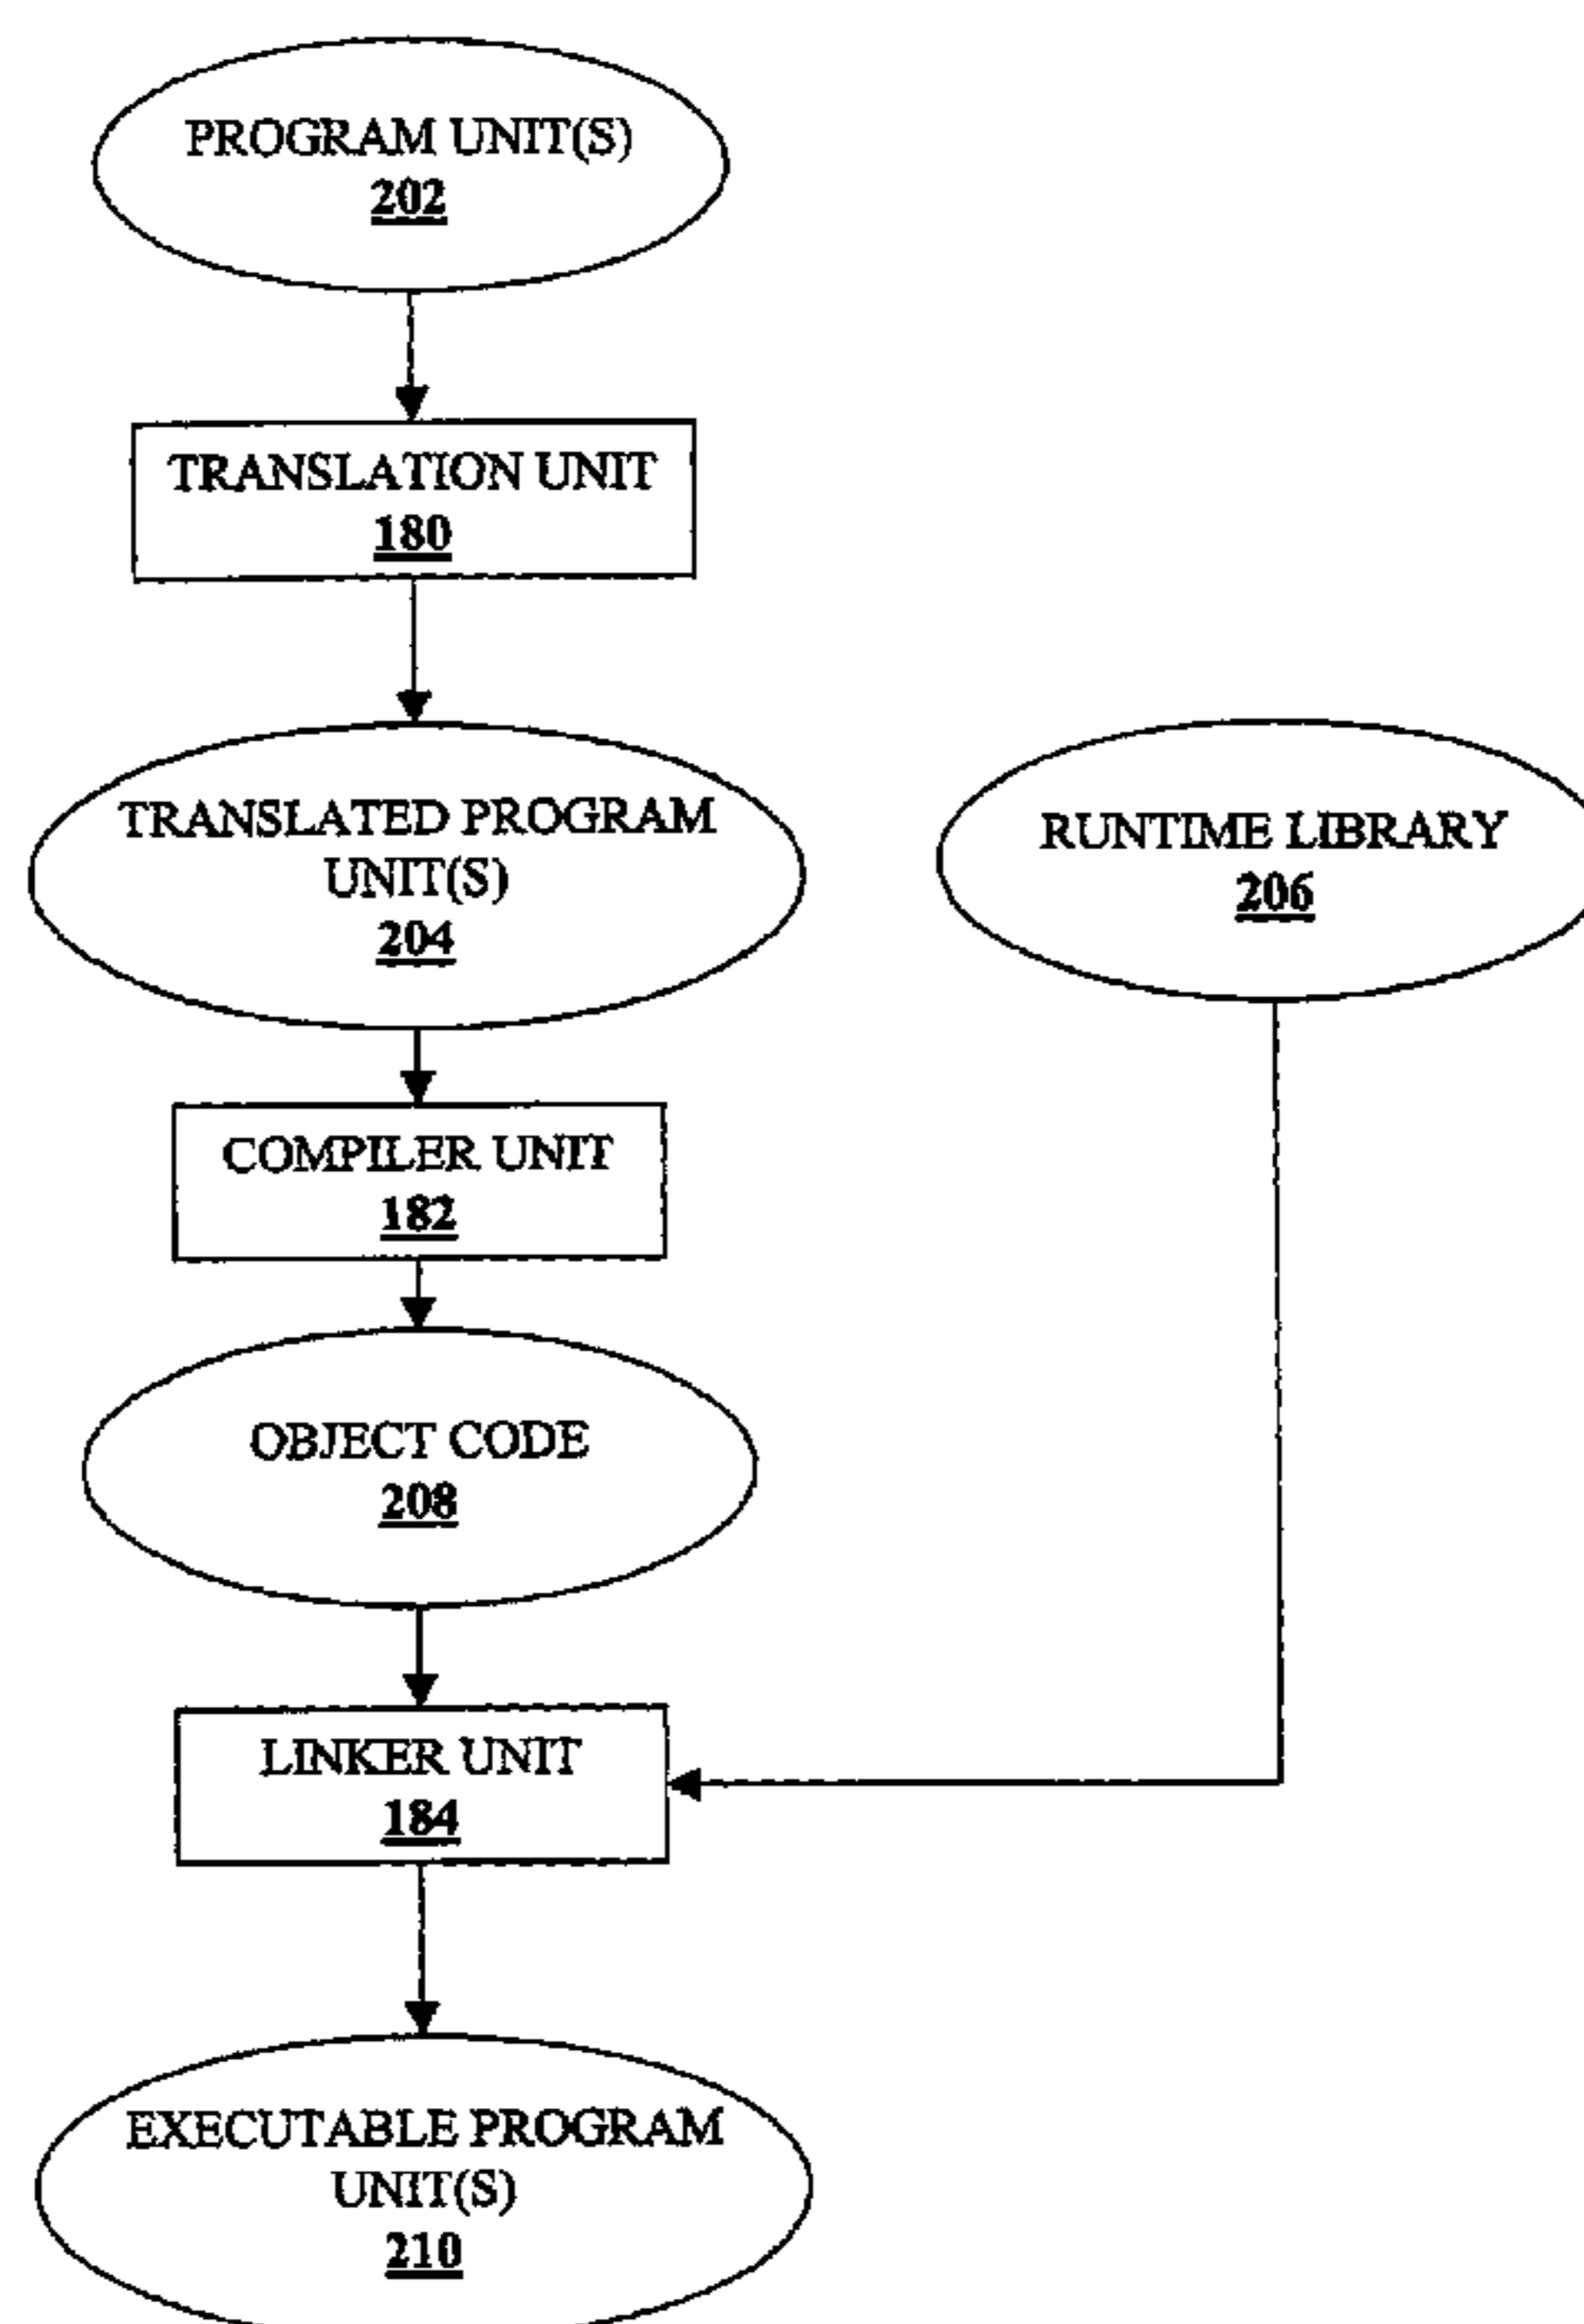 PROGRAM UNIT(S)
202
TRANSLATION UNIT
180
TRANSLATED PROGRAM
UNIT(S)
204
RUNTIME LIBRARY
206
COMPILER UNIT
182
OBJECT CODE
208
LINKER UNIT
184
EXECUTABLE PROGRAM
UNIT(S)
210